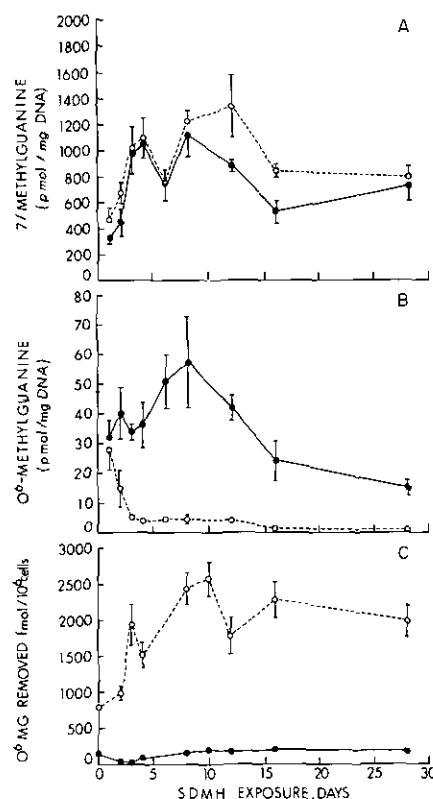 A
2000
1800
1600
1400
1200
1000
800
600
400
200
0
7/METHYLGUANINE
(pmol/mg DNA)
B
80
70
60
50
40
30
20
10
0
O⁶-METHYLGUANINE
(pmol/mg DNA)
C
3000
2500
2000
1500
1000
500
0
O⁶MG REMOVED fmol/10⁶cells
0 5 10 15 20 25 30
SDMH EXPOSURE, DAYS